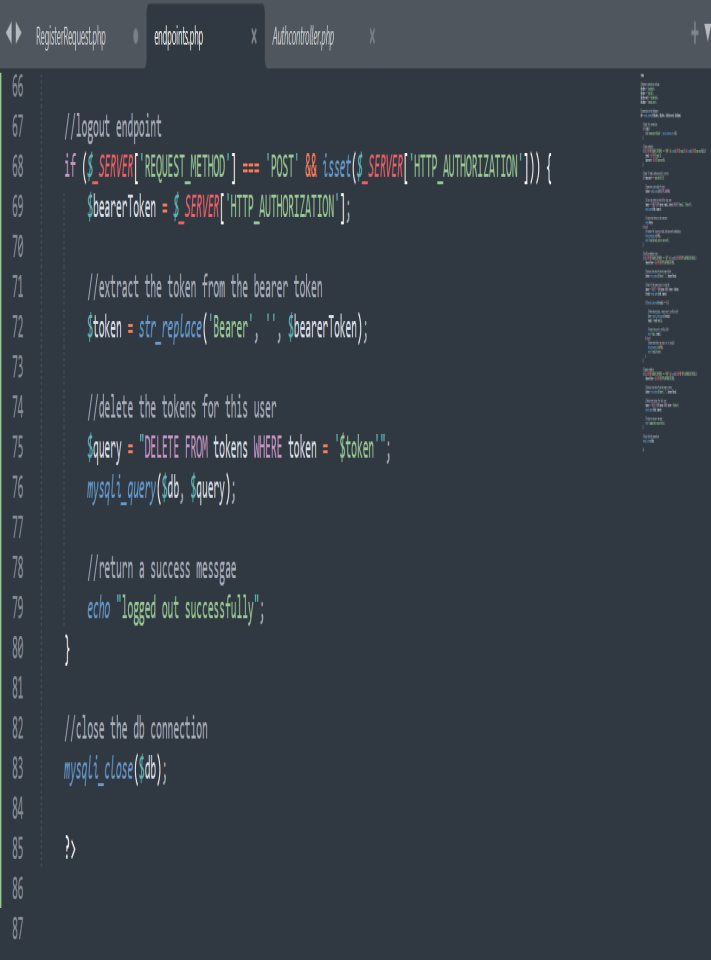 RegisterRequest.php
endpoints.php ×
Authcontroller.php ×
66
67 //logout endpoint
68 if ($_SERVER['REQUEST_METHOD'] === 'POST' && isset($_SERVER['HTTP_AUTHORIZATION'])) {
69 $bearerToken = $_SERVER['HTTP_AUTHORIZATION'];
70
71 //extract the token from the bearer token
72 $token = str_replace('Bearer', '', $bearerToken);
73
74 //delete the tokens for this user
75 $query = "DELETE FROM tokens WHERE token = '$token'";
76 mysqli_query($db, $query);
77
78 //return a success messgae
79 echo "logged out successfully";
80 }
81
82 //close the db connection
83 mysqli_close($db);
84
85 ?>
86
87